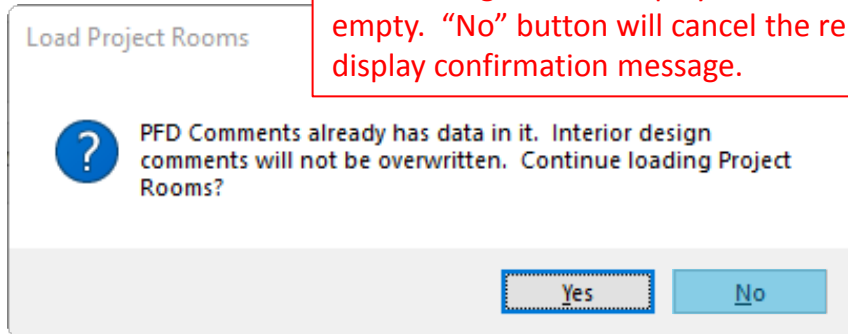 empty. “No” button will cancel the re
display confirmation message.
Load Project Rooms
PFD Comments already has data in it. Interior design
comments will not be overwritten. Continue loading Project
Rooms?
Yes
No